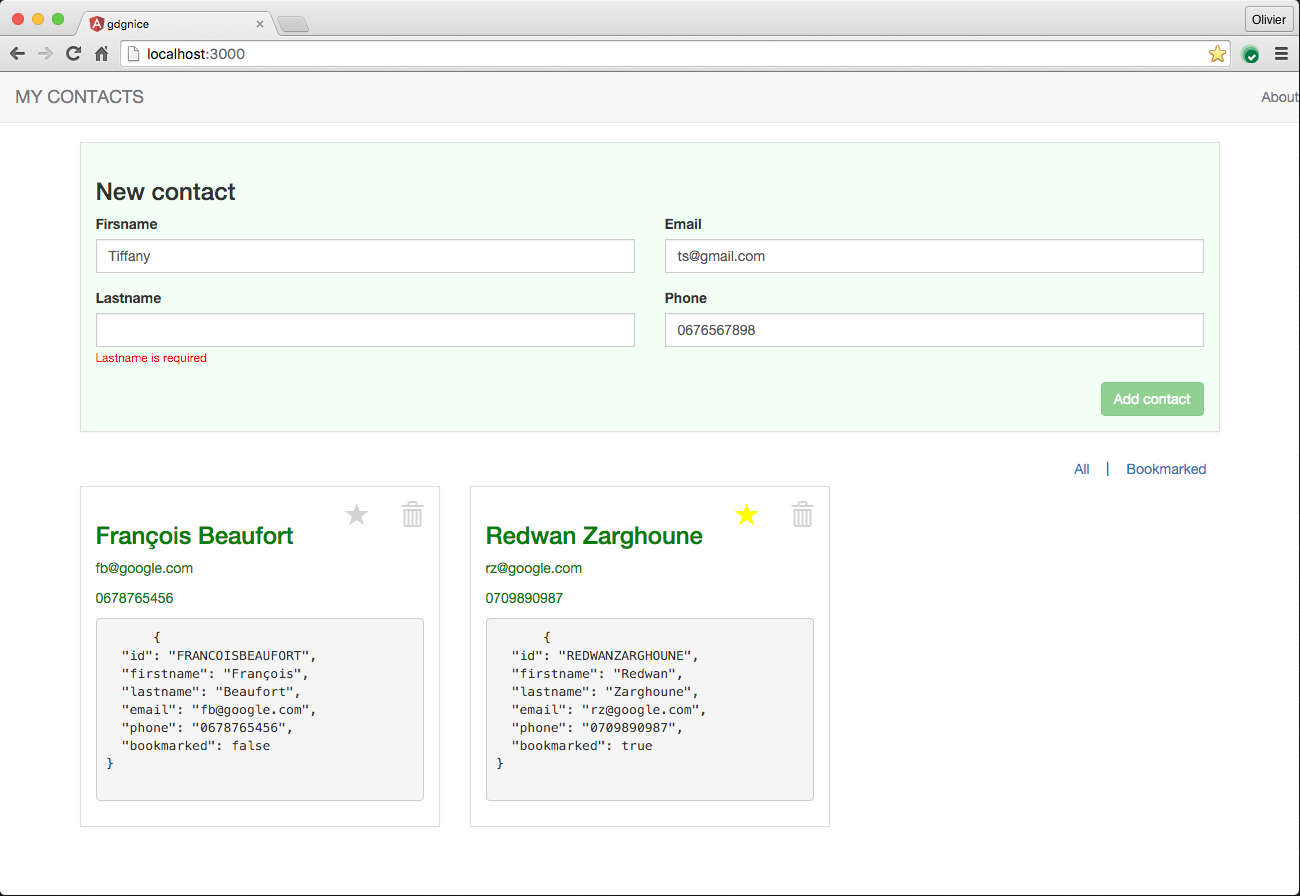 gdgnice
Olivier
localhost:3000
MY CONTACTS
About
New contact
Firsname
Email
Tiffany
ts@gmail.com
Lastname
Phone
0676567898
Lastname is required
Add contact
All | Bookmarked
François Beaufort
fb@google.com
0678765456
{
"id": "FRANCOISBEAUFORT",
"firstname": "François",
"lastname": "Beaufort",
"email": "fb@google.com",
"phone": "0678765456",
"bookmarked": false
}
Redwan Zarghoune
rz@google.com
0709890987
{
"id": "REDWANZARGHOUNE",
"firstname": "Redwan",
"lastname": "Zarghoune",
"email": "rz@google.com",
"phone": "0709890987",
"bookmarked": true
}